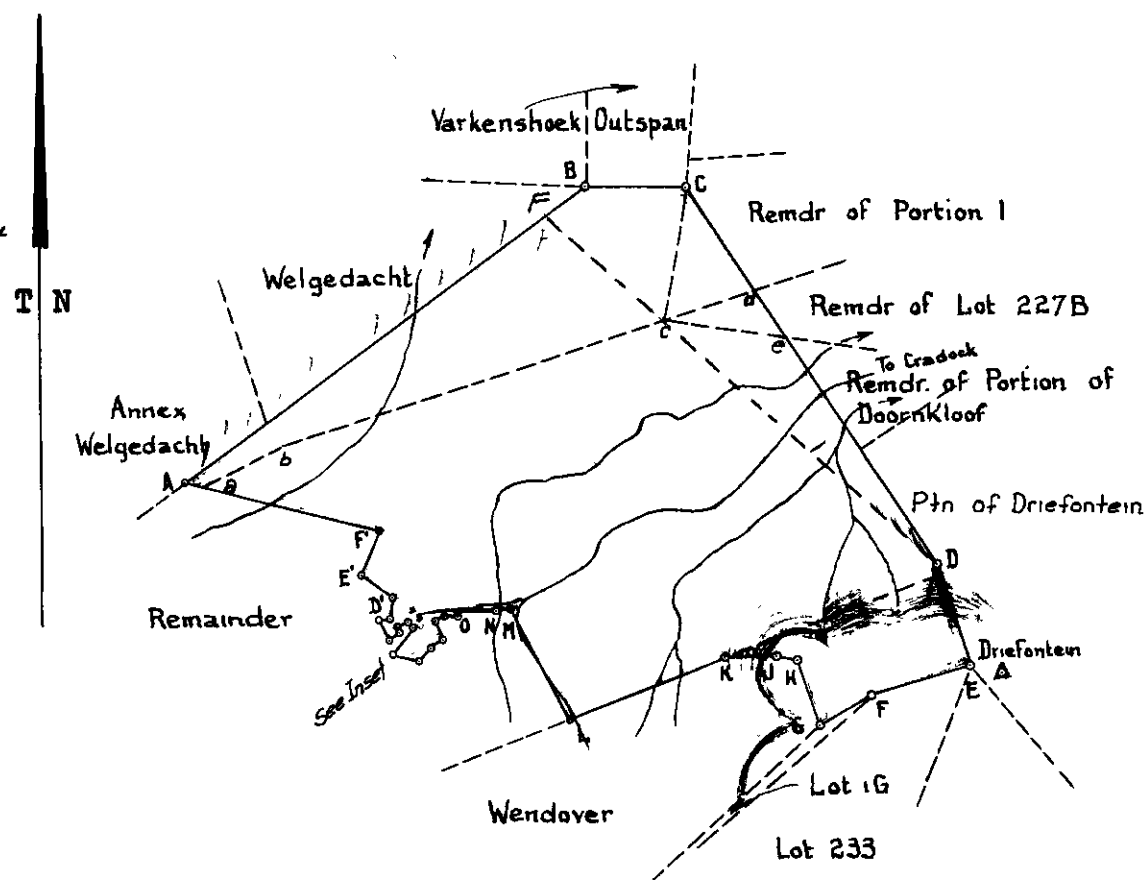 Varkenshoek Outspan
B
C
F
Remdr of Portion 1
Welgedacht
T N
d
Remdr of Lot 227B
c
e
To Cradock
Remdr. of Portion of
Doornkloof
Annex
Welgedacht
A
a
b
Ptn of Driefontein
F'
D
E'
D'
Remainder
O
N
M
See Inset
K
J
H
Driefontein
E
F
G
L
Lot 1G
Wendover
Lot 233